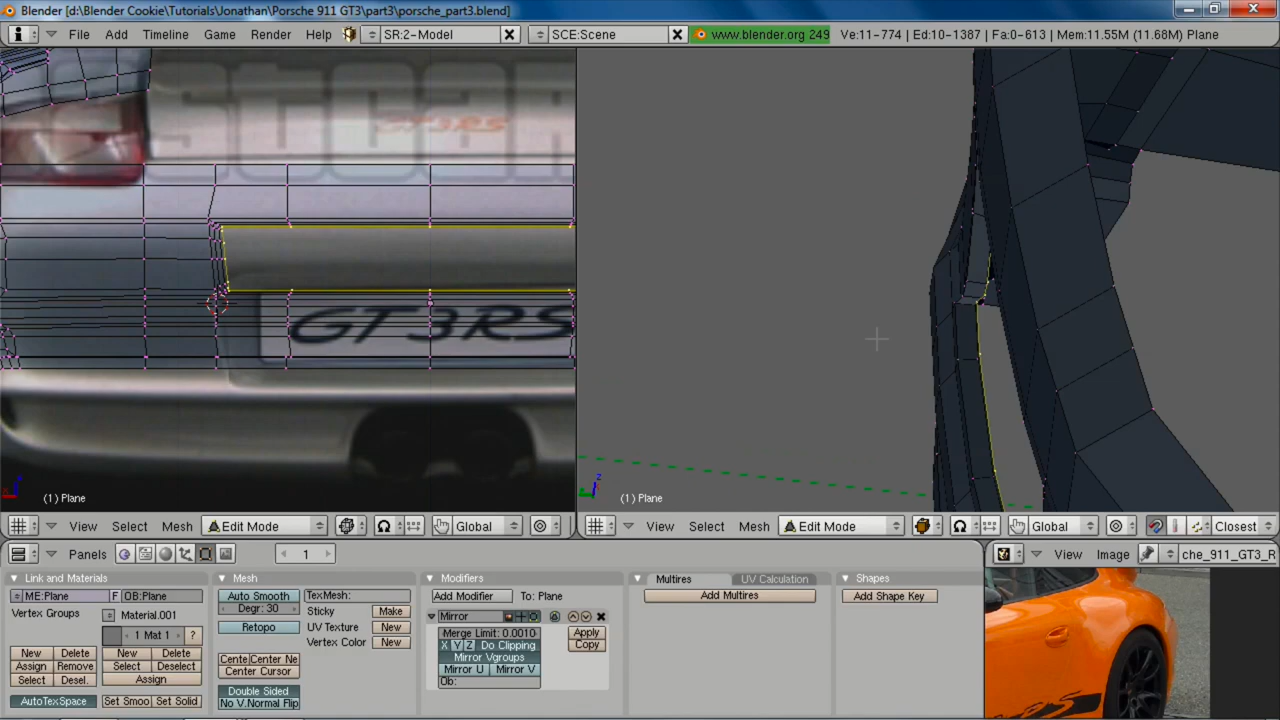 Blender [d:\Blender Cookie\Tutorials\Jonathan\Porsche 911 GT3\part3\porsche_part3.blend]
File Add Timeline Game Render Help SR:2-Model SCE:Scene www.blender.org 249 Ve:11-774 | Ed:10-1387 | Fa:0-613 | Mem:11.55M (11.68M) Plane
GT3RS
GT3RS
(1) Plane
(1) Plane
View Select Mesh Edit Mode Global
View Select Mesh Edit Mode Global Closest
Panels 1
View Image che_911_GT3_R
Link and Materials
ME:Plane F OB:Plane
Vertex Groups
Material.001
1 Mat 1 ?
New Delete New Delete
Assign Remove Select Deselect
Select Desel. Assign
AutoTexSpace Set Smoo Set Solid
Mesh
Auto Smooth
Degr: 30
Retopo
TexMesh:
Sticky Make
UV Texture New
Vertex Color New
Cente Center Ne
Center Cursor
Double Sided
No V.Normal Flip
Modifiers
Add Modifier To: Plane
Mirror
Merge Limit: 0.0010 Apply
X Y Z Do Clipping Copy
Mirror Vgroups
Mirror U Mirror V
Ob:
Multires UV Calculation
Add Multires
Shapes
Add Shape Key